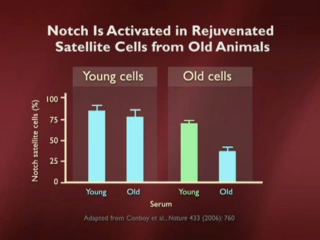 Notch Is Activated in Rejuvenated
Satellite Cells from Old Animals
Young cells
Old cells
Notch satellite cells (%)
100
75
50
25
0
Young
Old
Young
Old
Serum
Adapted from Conboy et al., Nature 433 (2006): 760